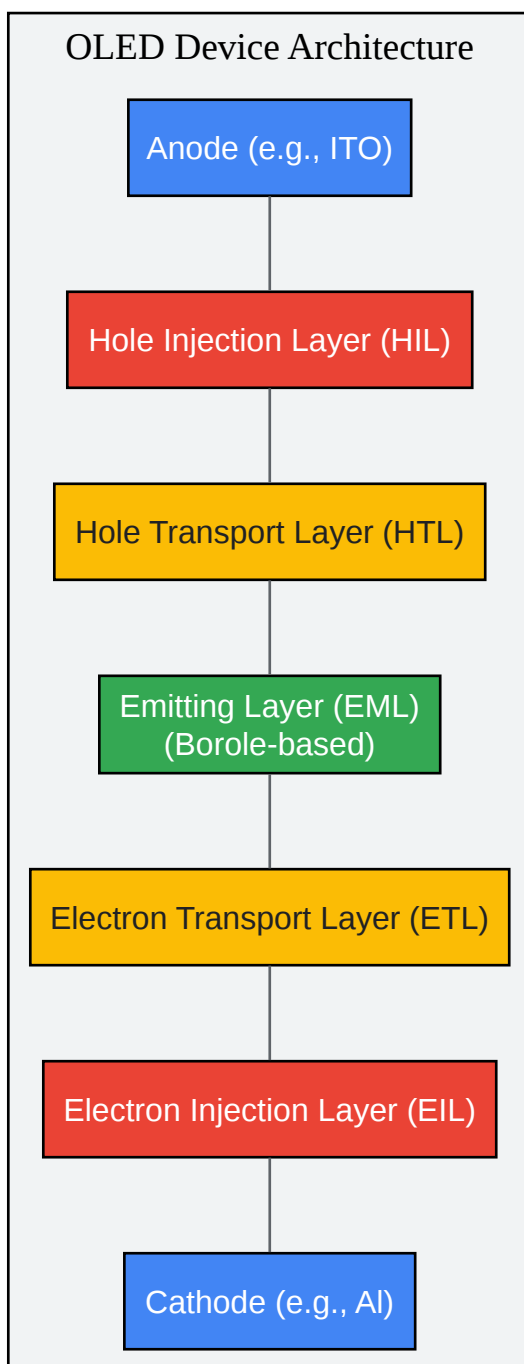 OLED Device Architecture
Anode (e.g., ITO)
Hole Injection Layer (HIL)
Hole Transport Layer (HTL)
Emitting Layer (EML)
(Borole-based)
Electron Transport Layer (ETL)
Electron Injection Layer (EIL)
Cathode (e.g., Al)